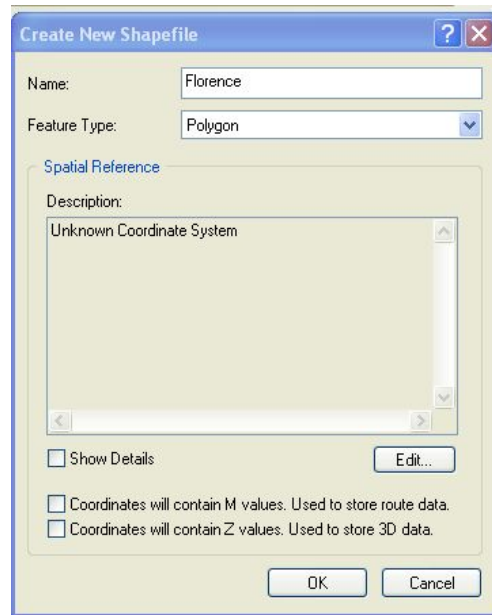 Create New Shapefile
Name: Florence
Feature Type: Polygon
Spatial Reference
Description:
Unknown Coordinate System
Show Details Edit...
Coordinates will contain M values. Used to store route data.
Coordinates will contain Z values. Used to store 3D data.
OK Cancel